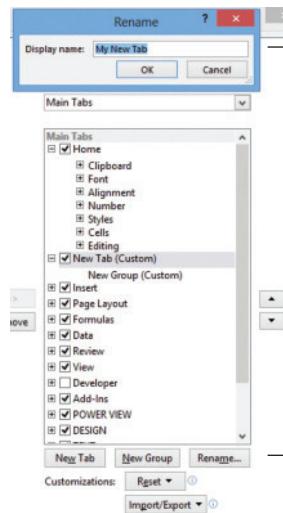 Rename
?
Display name: My New Tab
OK Cancel
Main Tabs
Main Tabs
Home
Clipboard
Font
Alignment
Number
Styles
Cells
Editing
New Tab (Custom)
New Group (Custom)
Insert
Page Layout
Formulas
Data
Review
View
Developer
Add-Ins
POWER VIEW
DESIGN
New Tab New Group Rename...
Customizations: Reset
Import/Export